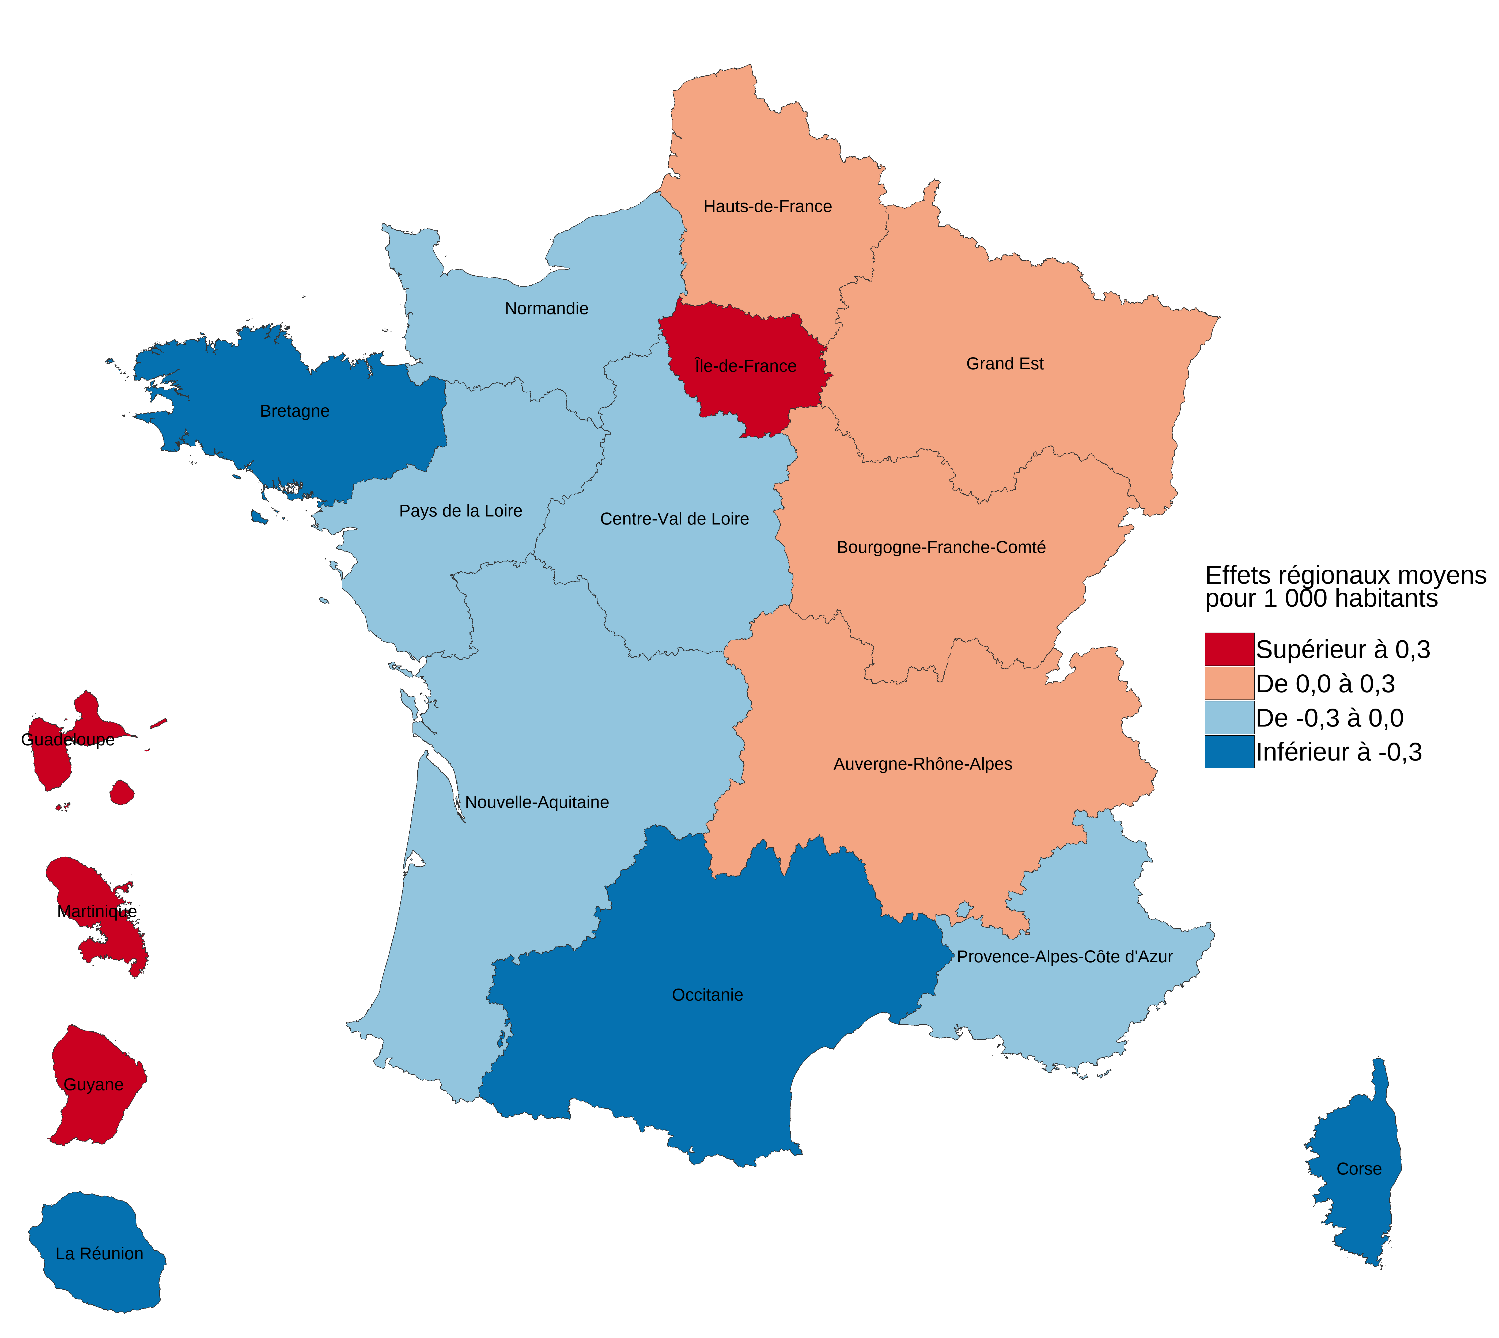 Hauts-de-France
Normandie
Île-de-France
Grand Est
Bretagne
Pays de la Loire
Centre-Val de Loire
Bourgogne-Franche-Comté
Effets régionaux moyens
pour 1 000 habitants
Supérieur à 0,3
De 0,0 à 0,3
De -0,3 à 0,0
Inférieur à -0,3
Guadeloupe
Auvergne-Rhône-Alpes
Nouvelle-Aquitaine
Martinique
Provence-Alpes-Côte d'Azur
Occitanie
Guyane
Corse
La Réunion